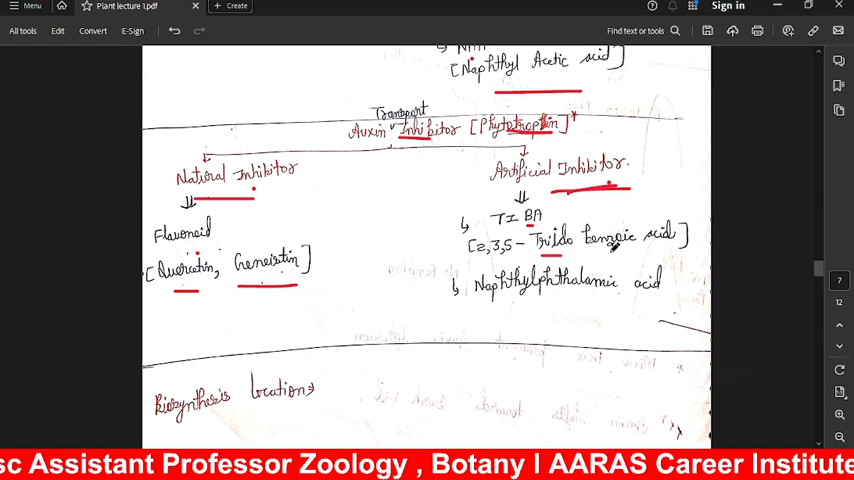 Menu
Plant lecture 1.pdf
Create
Sign in
All tools Edit Convert E-Sign
Find text or tools
[Naphthyl Acetic acid]
Transport
Auxin Inhibitor [Phytotropin]*
Natural Inhibitor
Artificial Inhibitor.
Flavonoid
[Quercetin, Geneistin]
TIBA
[2,3,5 - Triido benzoic acid]
Naphthylphthalamic acid
Biosynthesis location
7
12
sc Assistant Professor Zoology , Botany I AARAS Career Institute